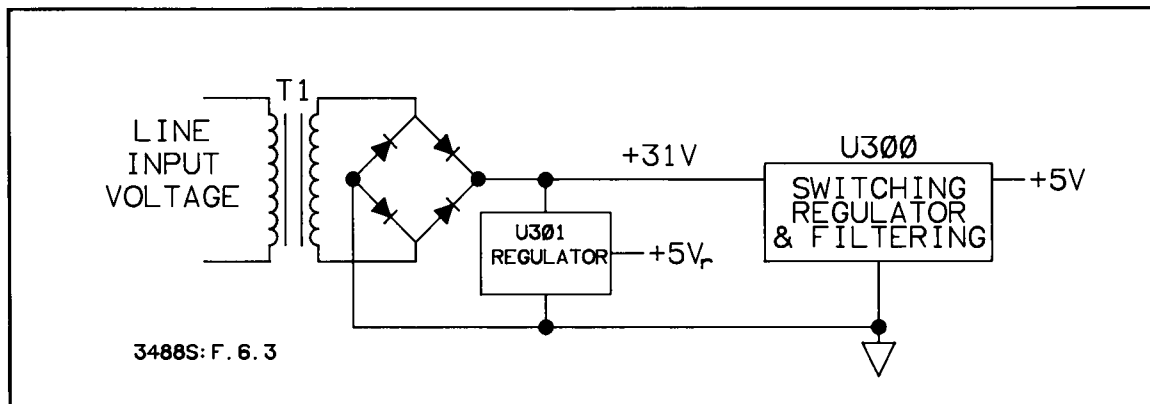 T1
LINE
INPUT
VOLTAGE
+31V
U300
SWITCHING
REGULATOR
& FILTERING
+5V
U301
REGULATOR
+5Vr
3488S: F. 6. 3